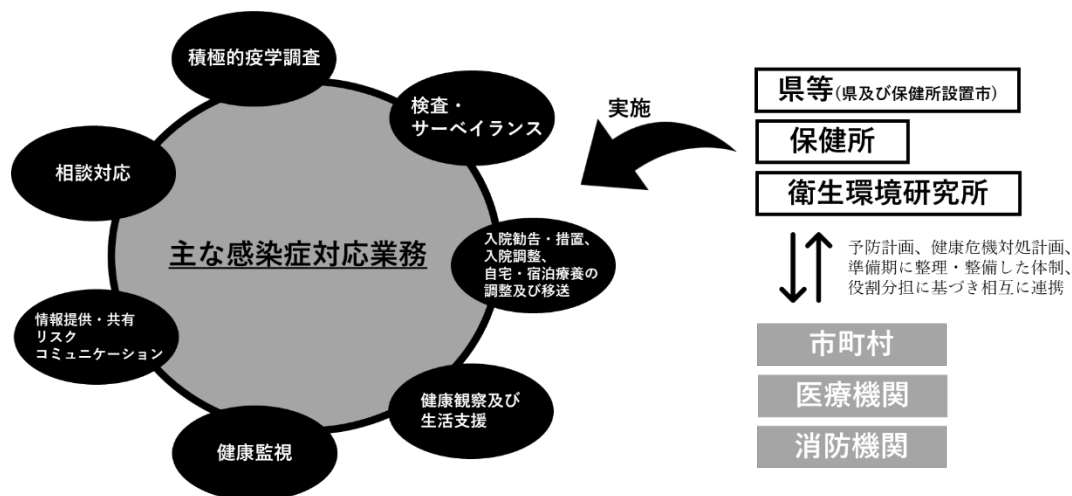 積極的疫学調査
検査・
サーベイランス
相談対応
主な感染症対応業務
入院勧告・措置、
入院調整、
自宅・宿泊療養の
調整及び移送
情報提供・共有
リスク
コミュニケーション
健康観察及び
生活支援
健康監視
実施
県等(県及び保健所設置市)
保健所
衛生環境研究所
予防計画、健康危機対処計画、
準備期に整理・整備した体制、
役割分担に基づき相互に連携
市町村
医療機関
消防機関